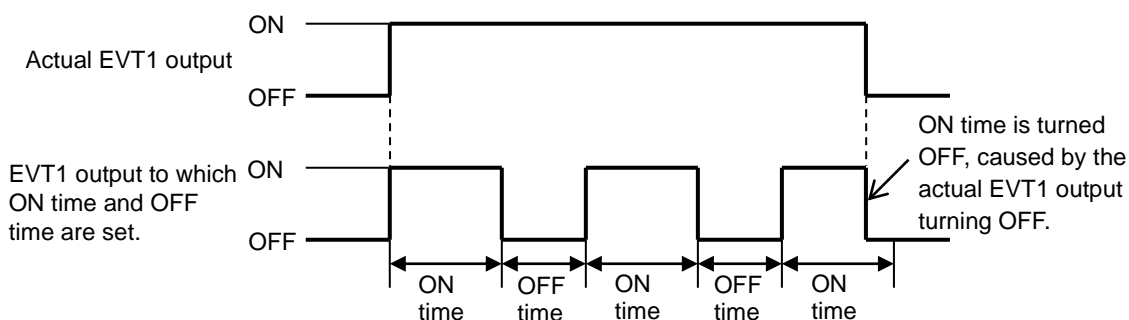 ON
Actual EVT1 output
OFF
ON time is turned
OFF, caused by the
actual EVT1 output
turning OFF.
EVT1 output to which
ON time and OFF
time are set.
ON
OFF
ON
time
OFF
time
ON
time
OFF
time
ON
time